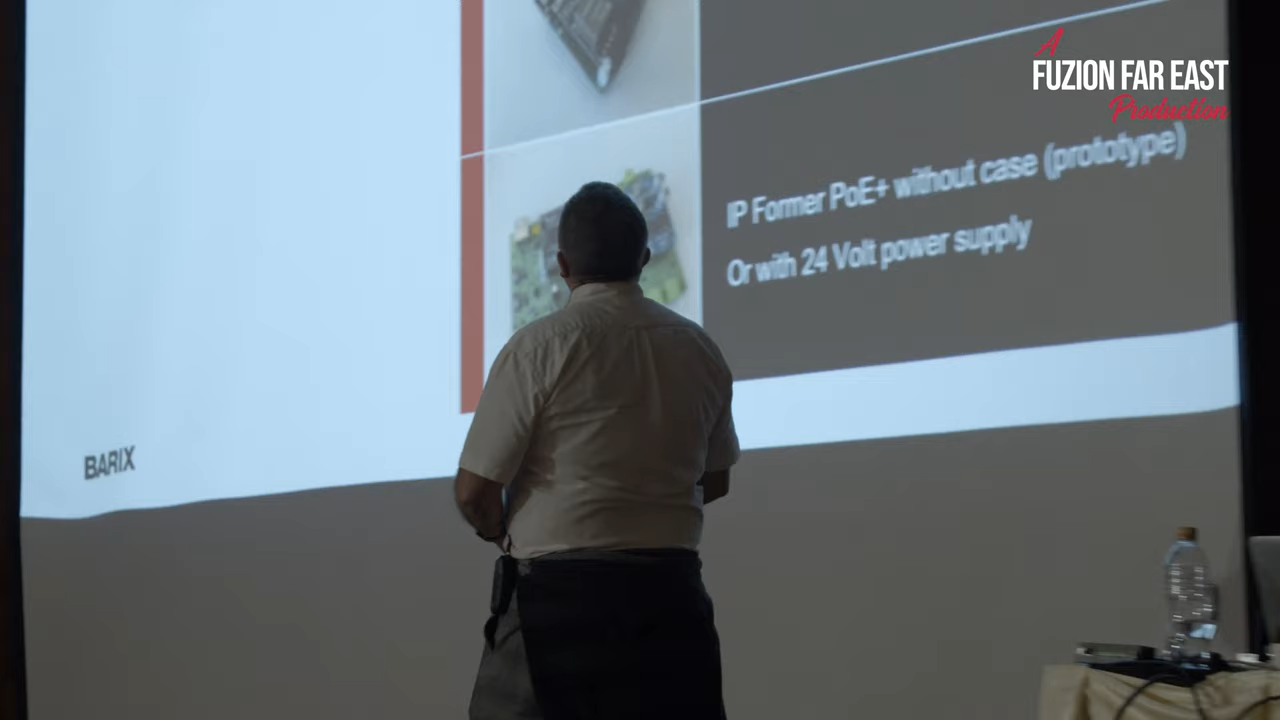 A
FUZION FAR EAST
Production
IP Former PoE+ without case (prototype)
Or with 24 Volt power supply
BARIX